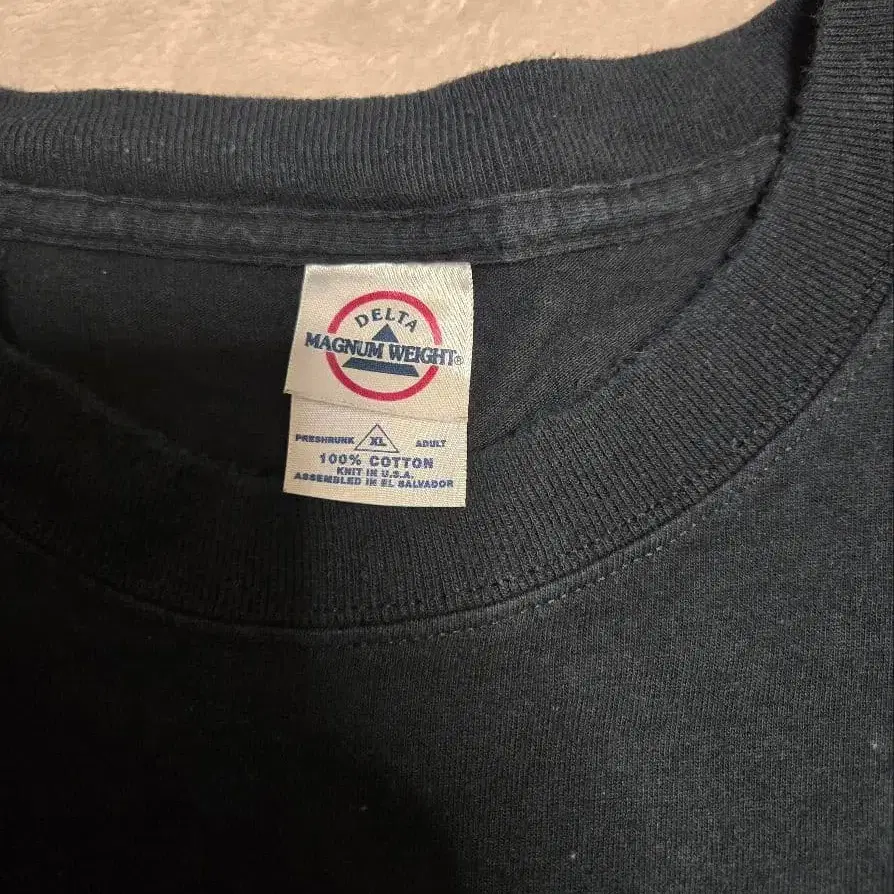 DELTA
MAGNUM WEIGHT®
PRESHRUNK XL ADULT
100% COTTON
KNIT IN U.S.A.
ASSEMBLED IN EL SALVADOR